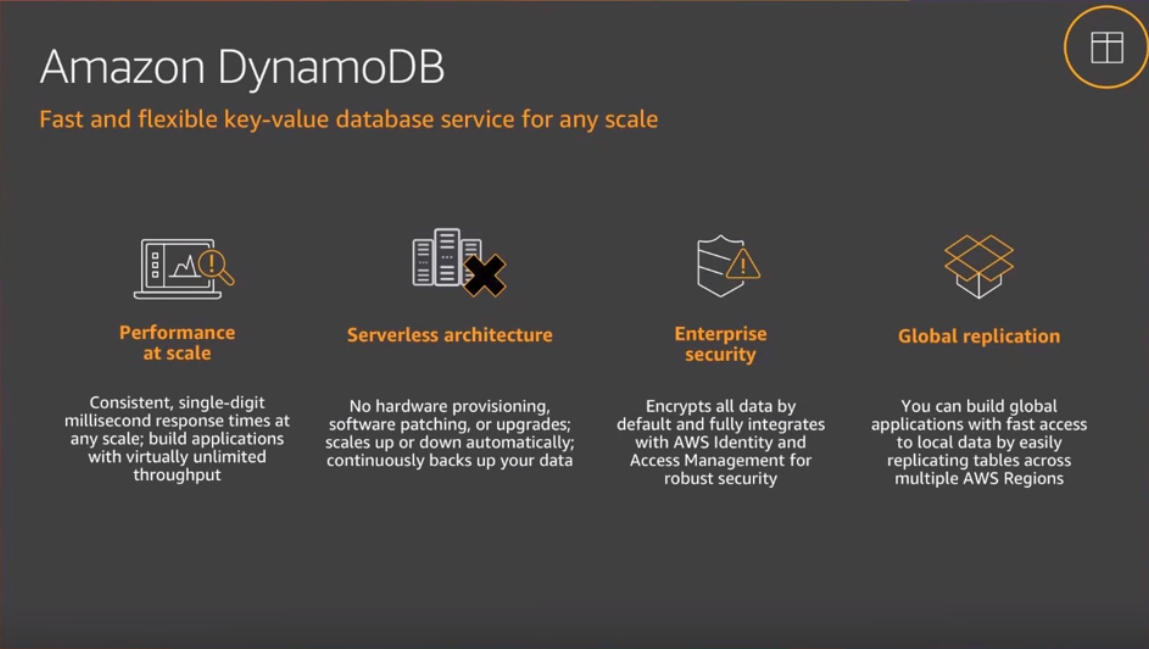 Amazon DynamoDB
Fast and flexible key-value database service for any scale
Performance
at scale
Consistent, single-digit
millisecond response times at
any scale; build applications
with virtually unlimited
throughput
Serverless architecture
No hardware provisioning,
software patching, or upgrades;
scales up or down automatically;
continuously backs up your data
Enterprise
security
Encrypts all data by
default and fully integrates
with AWS Identity and
Access Management for
robust security
Global replication
You can build global
applications with fast access
to local data by easily
replicating tables across
multiple AWS Regions